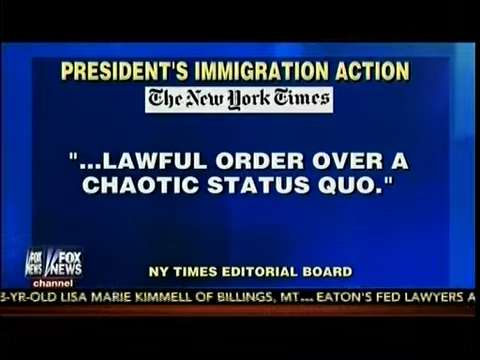 PRESIDENT'S IMMIGRATION ACTION
The New York Times
"...LAWFUL ORDER OVER A
CHAOTIC STATUS QUO."
NY TIMES EDITORIAL BOARD
FOX
NEWS
FOX
NEWS
channel
3-YR-OLD LISA MARIE KIMMELL OF BILLINGS, MT... EATON'S FED LAWYERS A